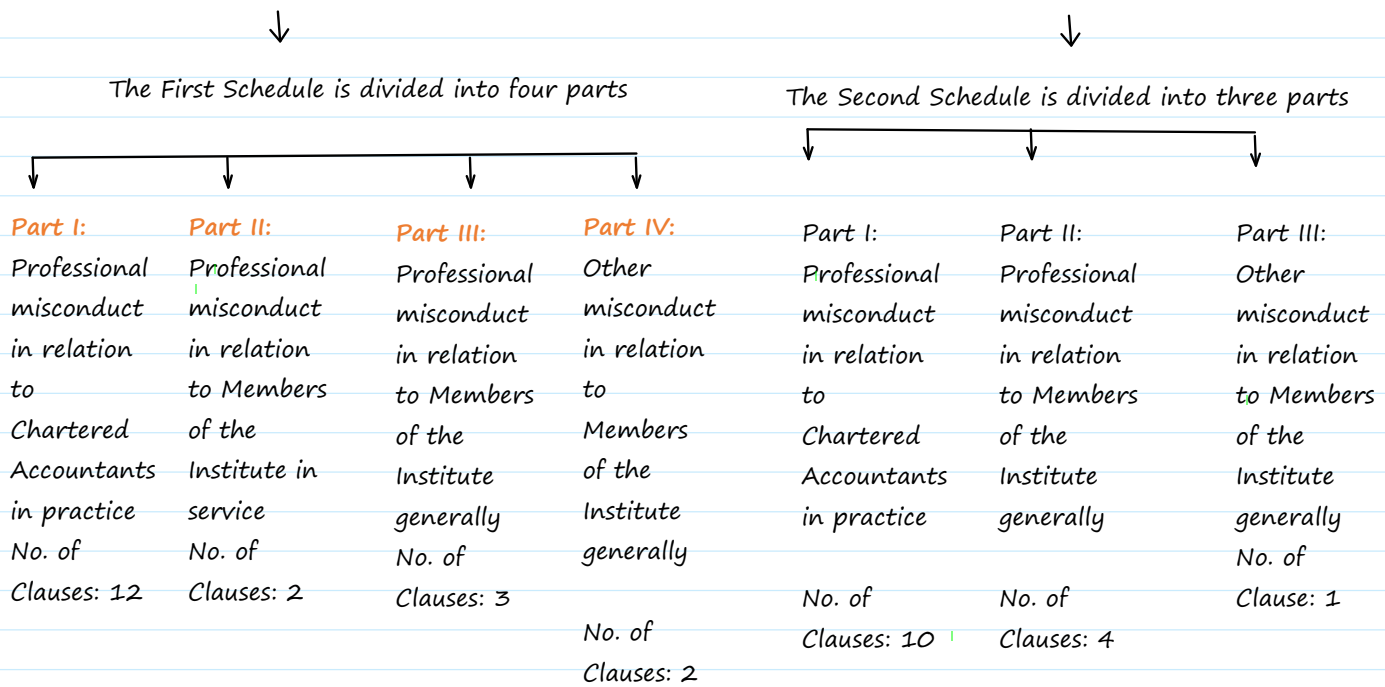 The First Schedule is divided into four parts
The Second Schedule is divided into three parts
Part I:
Professional
misconduct
in relation
to
Chartered
Accountants
in practice
No. of
Clauses: 12
Part II:
Professional
misconduct
in relation
to Members
of the
Institute in
service
No. of
Clauses: 2
Part III:
Professional
misconduct
in relation
to Members
of the
Institute
generally
No. of
Clauses: 3
Part IV:
Other
misconduct
in relation
to
Members
of the
Institute
generally
No. of
Clauses: 2
Part I:
Professional
misconduct
in relation
to
Chartered
Accountants
in practice
No. of
Clauses: 10
Part II:
Professional
misconduct
in relation
to Members
of the
Institute
generally
No. of
Clauses: 4
Part III:
Other
misconduct
in relation
to Members
of the
Institute
generally
No. of
Clause: 1